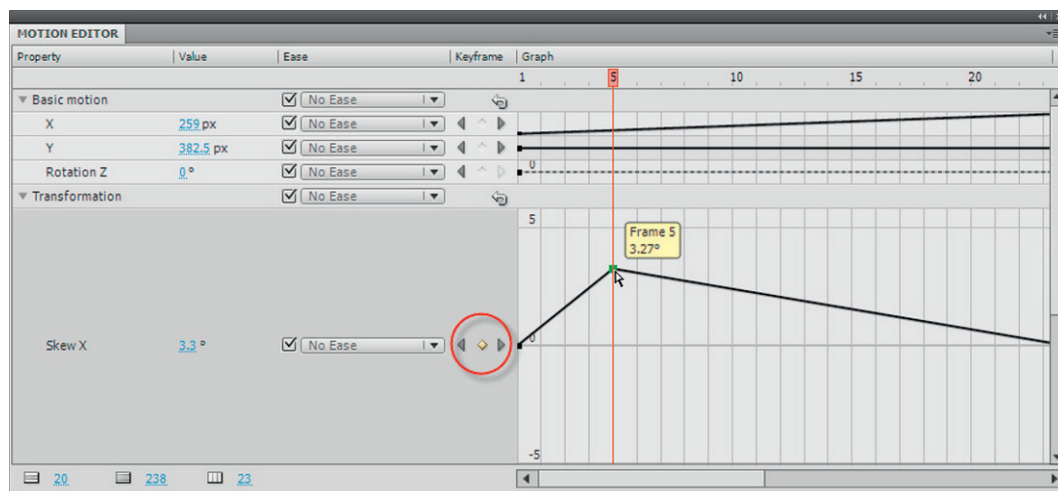 MOTION EDITOR
Property Value Ease Keyframe Graph
1 5 10 15 20
Basic motion No Ease
X 259 px No Ease
Y 382.5 px No Ease
Rotation Z 0 ° No Ease 0
Transformation No Ease
5
Frame 5
3.27°
Skew X 3.3 ° No Ease 0
-5
20 238 23